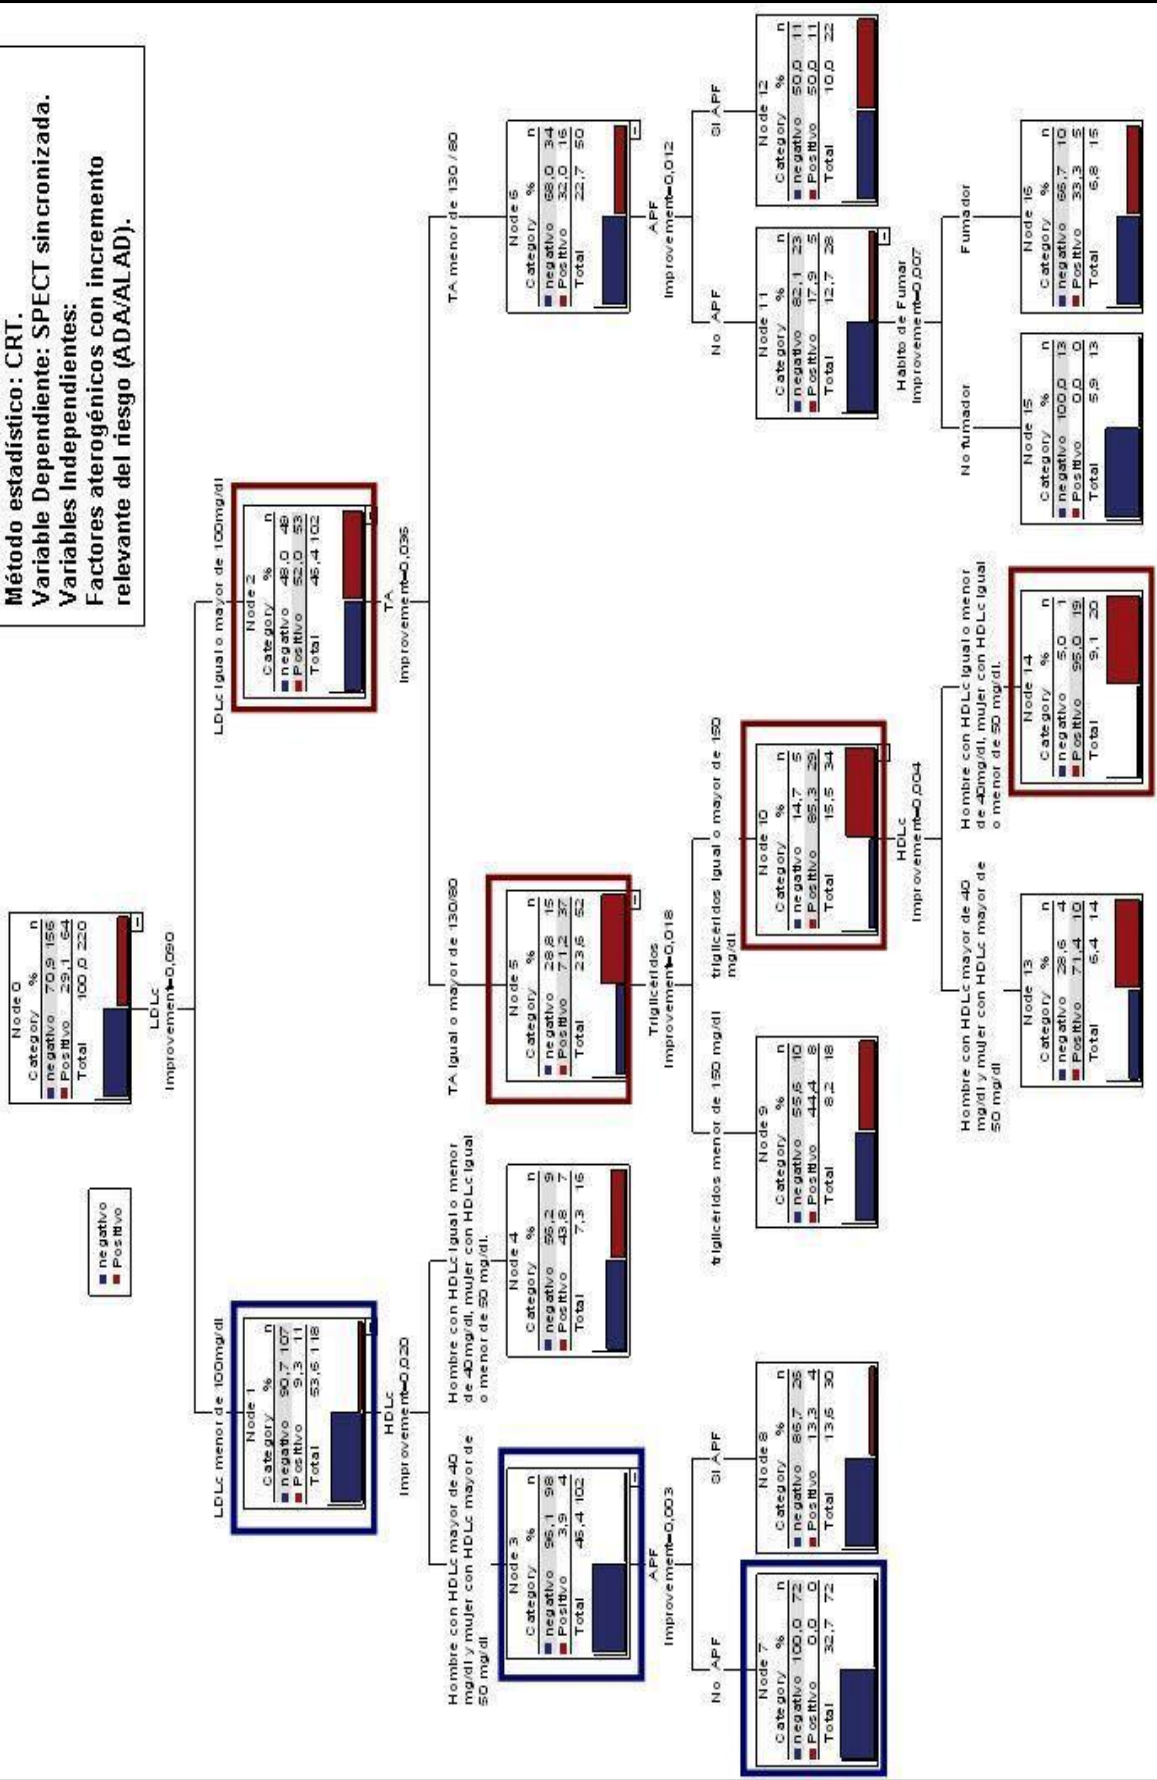 Método estadístico: CRT.
Variable Dependiente: SPECT sincronizada.
Variables Independientes:
Factores aterogénicos con incremento
relevante del riesgo (ADA/ALAD).
negativo
Positivo
Node 0
Category % n
negativo 70,9 156
Positivo 29,1 64
Total 100,0 220
LDLc
Improvement=0,090
LDLc menor de 100mg/dl
Node 1
Category % n
negativo 90,7 107
Positivo 9,3 11
Total 53,6 118
HDLc
Improvement=0,020
LDLc igual o mayor de 100mg/dl
Node 2
Category % n
negativo 48,0 49
Positivo 52,0 53
Total 46,4 102
TA
Improvement=0,036
Hombre con HDLc mayor de 40
mg/dl y mujer con HDLc mayor de
50 mg/dl
Node 3
Category % n
negativo 96,1 98
Positivo 3,9 4
Total 46,4 102
APF
Improvement=0,003
Hombre con HDLc igual o menor
de 40mg/dl, mujer con HDLc igual
o menor de 50 mg/dl.
Node 4
Category % n
negativo 56,2 9
Positivo 43,8 7
Total 7,3 16
TA igual o mayor de 130/80
Node 5
Category % n
negativo 28,8 15
Positivo 71,2 37
Total 23,6 52
Triglicéridos
Improvement=0,018
TA menor de 130 / 80
Node 6
Category % n
negativo 68,0 34
Positivo 32,0 16
Total 22,7 50
APF
Improvement=0,012
No APF
Node 7
Category % n
negativo 100,0 72
Positivo 0,0 0
Total 32,7 72
SI APF
Node 8
Category % n
negativo 86,7 26
Positivo 13,3 4
Total 13,6 30
triglicéridos menor de 150 mg/dl
Node 9
Category % n
negativo 55,6 10
Positivo 44,4 8
Total 8,2 18
triglicéridos igual o mayor de 150
mg/dl
Node 10
Category % n
negativo 14,7 5
Positivo 85,3 29
Total 15,5 34
HDLc
Improvement=0,004
No APF
Node 11
Category % n
negativo 82,1 23
Positivo 17,9 5
Total 12,7 28
Hábito de Fumar
Improvement=0,007
SI APF
Node 12
Category % n
negativo 50,0 11
Positivo 50,0 11
Total 10,0 22
Hombre con HDLc mayor de 40
mg/dl y mujer con HDLc mayor de
50 mg/dl
Node 13
Category % n
negativo 28,6 4
Positivo 71,4 10
Total 6,4 14
Hombre con HDLc igual o menor
de 40mg/dl, mujer con HDLc igual
o menor de 50 mg/dl.
Node 14
Category % n
negativo 5,0 1
Positivo 95,0 19
Total 9,1 20
No fumador
Node 15
Category % n
negativo 100,0 13
Positivo 0,0 0
Total 5,9 13
Fumador
Node 16
Category % n
negativo 66,7 10
Positivo 33,3 5
Total 6,8 15